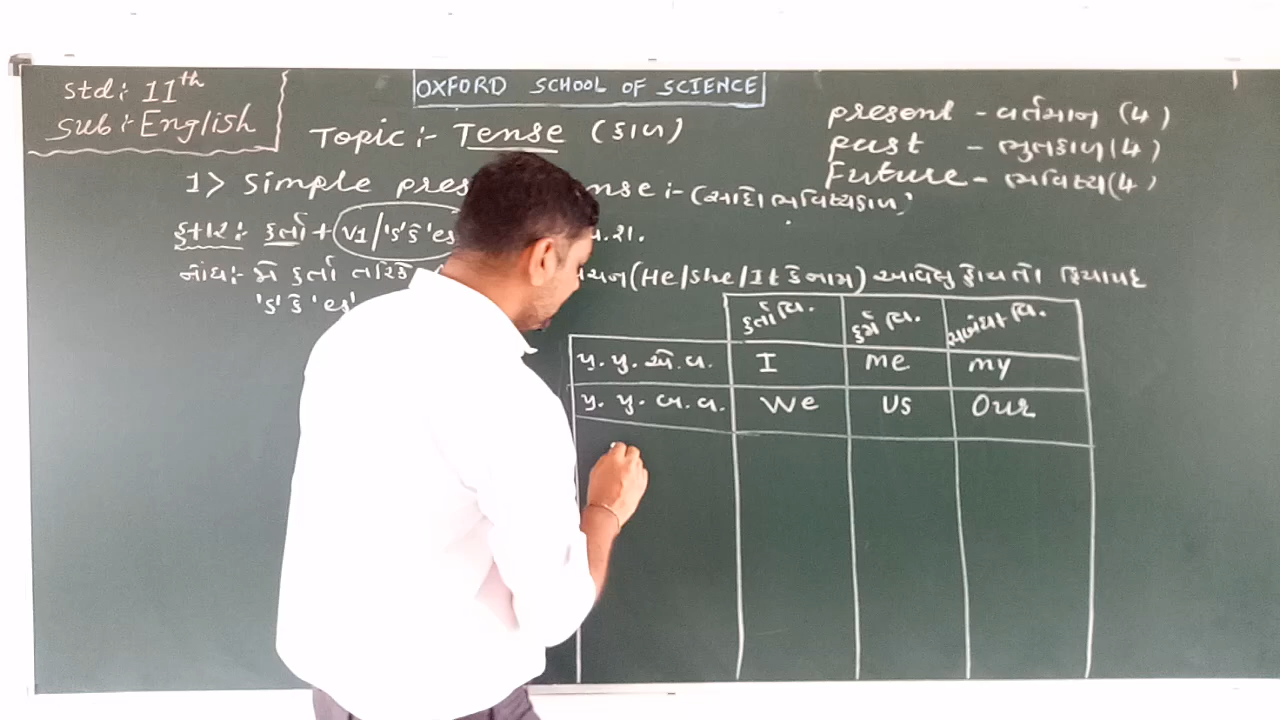 Std: 11th
Sub:- English
OXFORD SCHOOL OF SCIENCE
Topic :- Tense (કાળ)
present - વર્તમાન (4)
past - ભુતકાળ (4)
Future - ભવિષ્ય (4)
1> Simple pres nse :- (સાદો ભવિષ્યકાળ)
કર્તા + (V1/'s'કે'es
નોંધ:- જો કર્તા તરીકે વચન (He/She/It કે નામ) આવેલુ હોય તો ક્રિયાપદ
's'કે'es'
કર્તા વિ. કર્મ વિ. સબંધક વિ.
પ્ર. પુ. એ. વ. I me my
પ્ર. પુ. બ. વ. We us Our